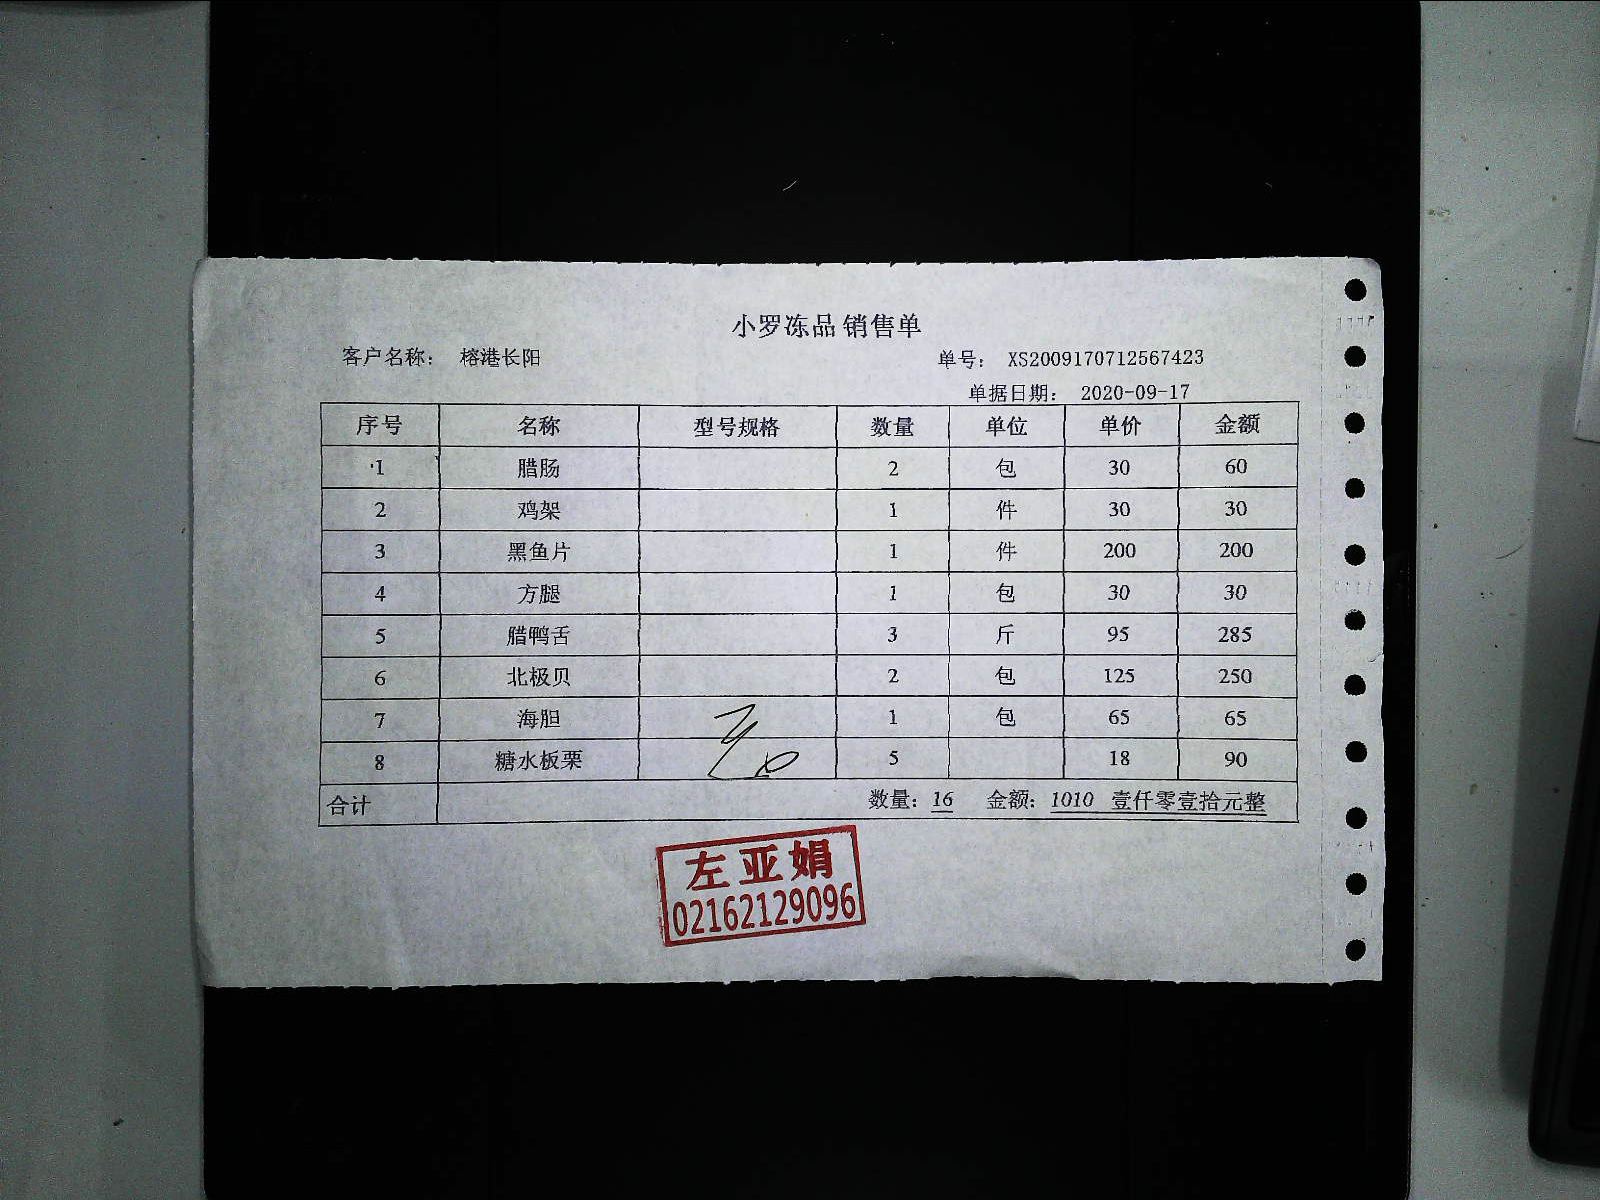 小罗冻品 销售单
客户名称： 榕港长阳 单号： XS2009170712567423
单据日期： 2020-09-17
序号 名称 型号规格 数量 单位 单价 金额
1 腊肠 2 包 30 60
2 鸡架 1 件 30 30
3 黑鱼片 1 件 200 200
4 方腿 1 包 30 30
5 腊鸭舌 3 斤 95 285
6 北极贝 2 包 125 250
7 海胆 1 包 65 65
8 糖水板栗 5 18 90
合计 数量：16 金额：1010 壹仟零壹拾元整
左亚娟
02162129096